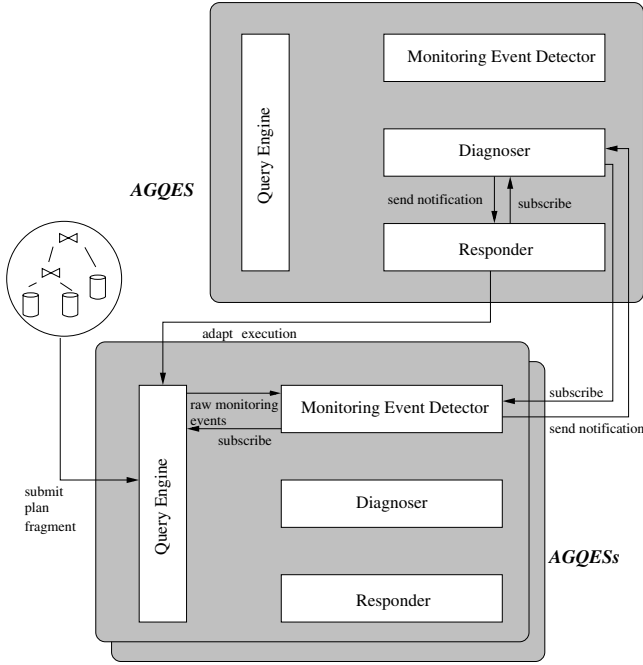 Monitoring Event Detector
Query Engine
Diagnoser
AGQES
send notification
subscribe
Responder
adapt execution
raw monitoring
events
Monitoring Event Detector
subscribe
subscribe
send notification
Query Engine
submit
plan
fragment
Diagnoser
AGQESs
Responder